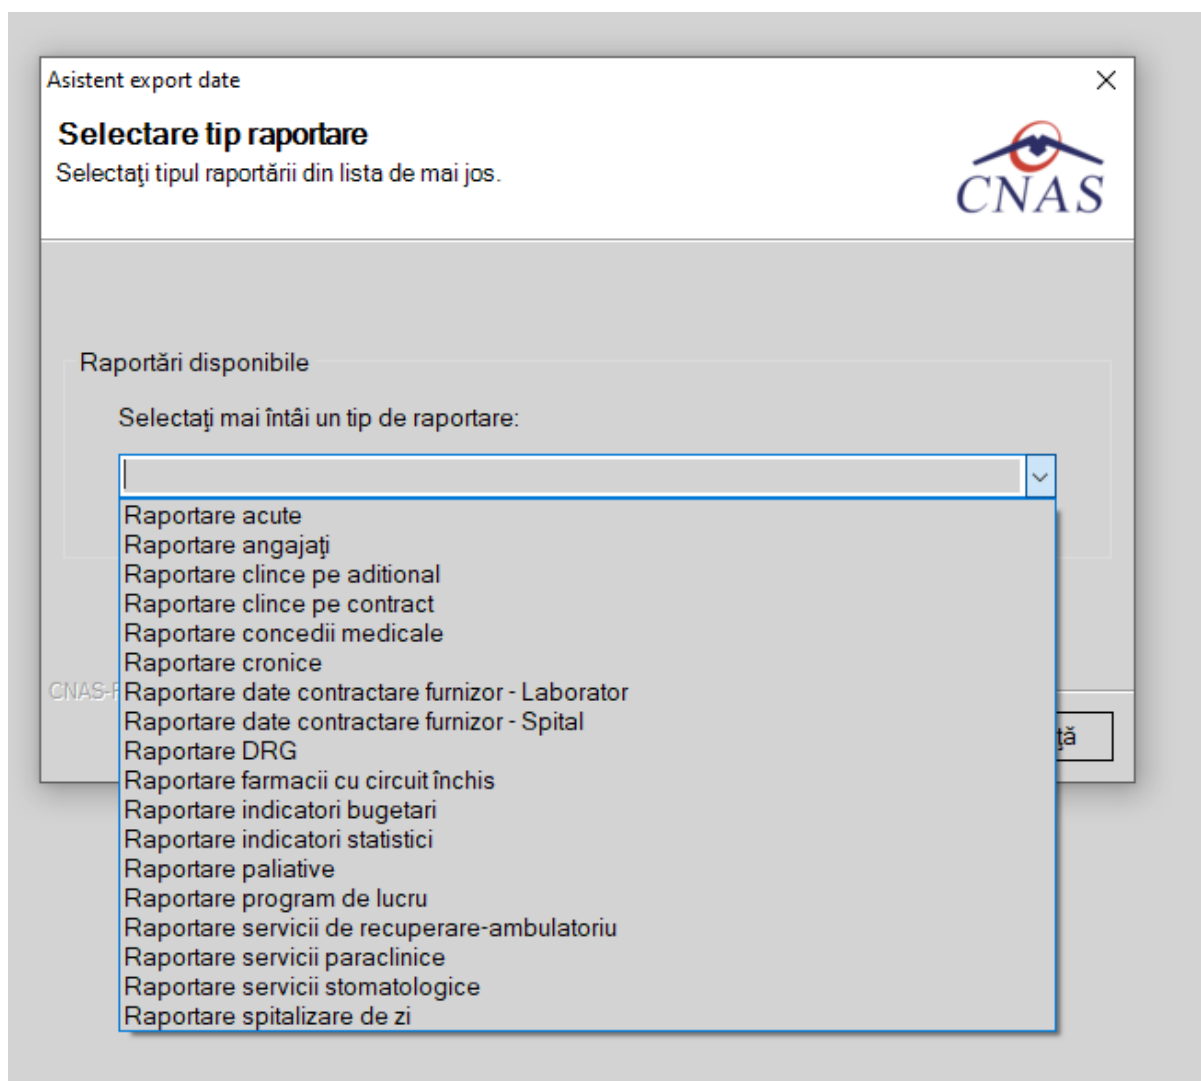 Asistent export date
Selectare tip raportare
Selectaţi tipul raportării din lista de mai jos.
CNAS
Raportări disponibile
Selectaţi mai întâi un tip de raportare:
Raportare acute
Raportare angajaţi
Raportare clince pe aditional
Raportare clince pe contract
Raportare concedii medicale
Raportare cronice
Raportare date contractare furnizor - Laborator
Raportare date contractare furnizor - Spital
Raportare DRG
Raportare farmacii cu circuit închis
Raportare indicatori bugetari
Raportare indicatori statistici
Raportare paliative
Raportare program de lucru
Raportare servicii de recuperare-ambulatoriu
Raportare servicii paraclinice
Raportare servicii stomatologice
Raportare spitalizare de zi